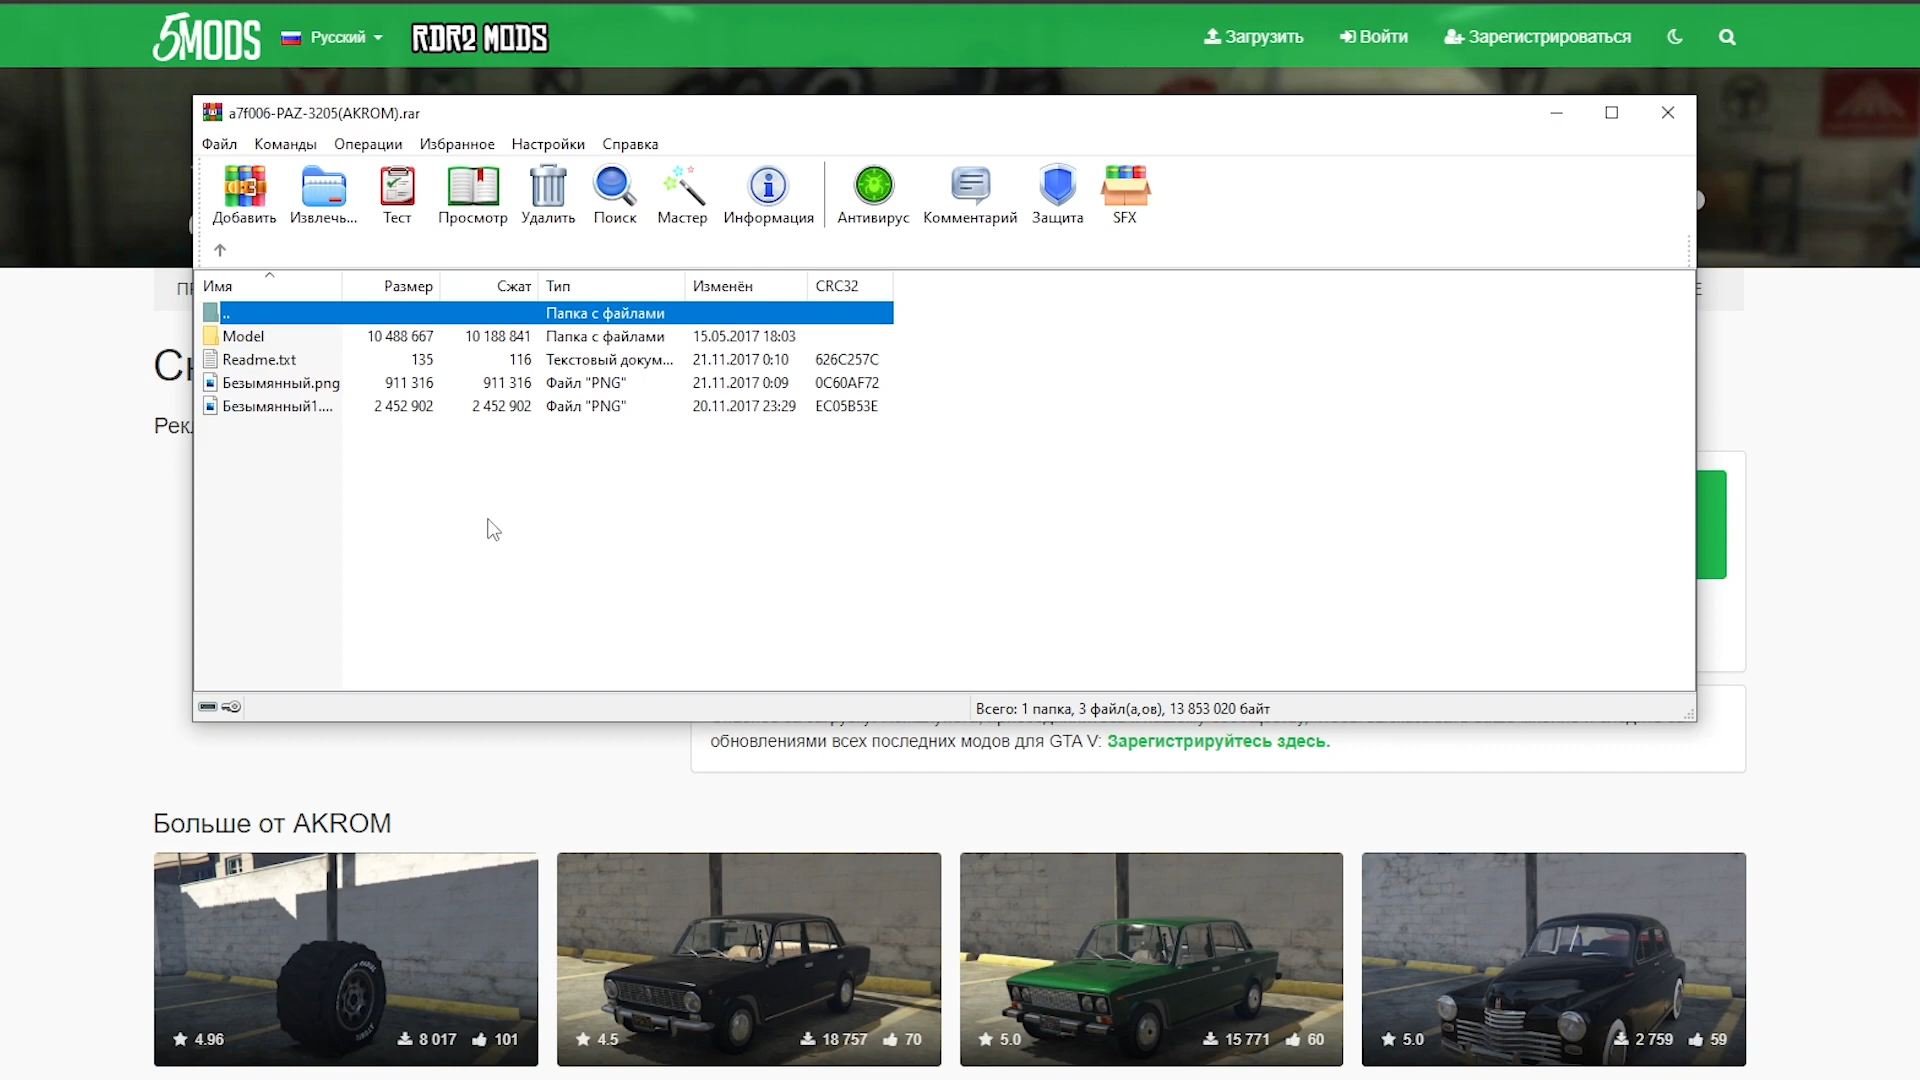 5MODS Русский RDR2 MODS Загрузить Войти Зарегистрироваться
a7f006-PAZ-3205(AKROM).rar
Файл Команды Операции Избранное Настройки Справка
Добавить Извлечь... Тест Просмотр Удалить Поиск Мастер Информация Антивирус Комментарий Защита SFX
Имя Размер Сжат Тип Изменён CRC32
.. Папка с файлами
Model 10 488 667 10 188 841 Папка с файлами 15.05.2017 18:03
Readme.txt 135 116 Текстовый докум... 21.11.2017 0:10 626C257C
Безымянный.png 911 316 911 316 Файл "PNG" 21.11.2017 0:09 0C60AF72
Безымянный1.... 2 452 902 2 452 902 Файл "PNG" 20.11.2017 23:29 EC05B53E
Всего: 1 папка, 3 файл(а,ов), 13 853 020 байт
обновлениями всех последних модов для GTA V: Зарегистрируйтесь здесь.
Больше от AKROM
4.96 8 017 101
4.5 18 757 70
5.0 15 771 60
5.0 2 759 59